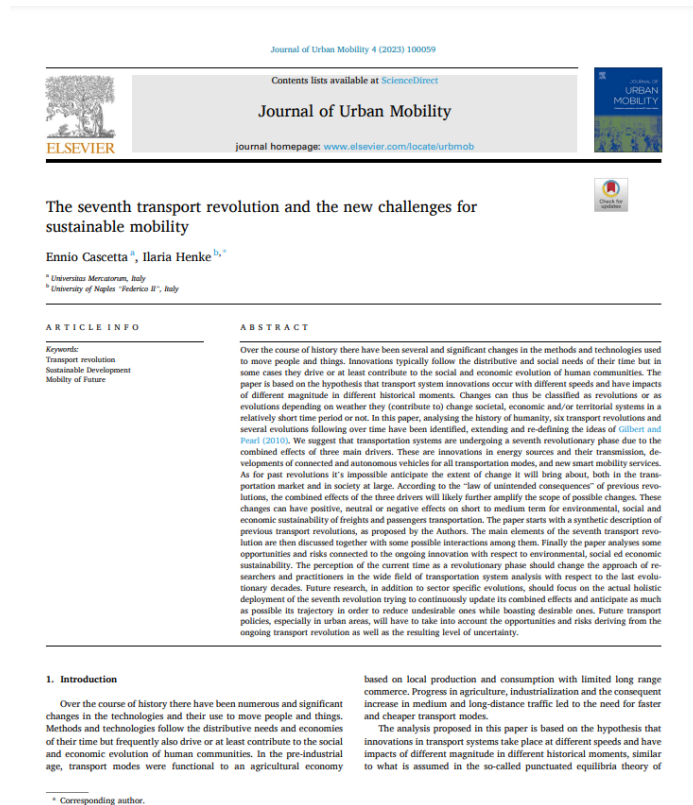 Journal of Urban Mobility 4 (2023) 100059
Contents lists available at ScienceDirect
Journal of Urban Mobility
journal homepage: www.elsevier.com/locate/urbmob
ELSEVIER
JOURNAL OF
URBAN
MOBILITY
Check for
updates
The seventh transport revolution and the new challenges for
sustainable mobility
Ennio Cascetta a, Ilaria Henke b,*
a Universitas Mercatorum, Italy
b University of Naples "Federico II", Italy
ARTICLE INFO
Keywords:
Transport revolution
Sustainable Development
Mobilty of Future
ABSTRACT
Over the course of history there have been several and significant changes in the methods and technologies used
to move people and things. Innovations typically follow the distributive and social needs of their time but in
some cases they drive or at least contribute to the social and economic evolution of human communities. The
paper is based on the hypothesis that transport system innovations occur with different speeds and have impacts
of different magnitude in different historical moments. Changes can thus be classified as revolutions or as
evolutions depending on weather they (contribute to) change societal, economic and/or territorial systems in a
relatively short time period or not. In this paper, analysing the history of humanity, six transport revolutions and
several evolutions following over time have been identified, extending and re-defining the ideas of Gilbert and
Pearl (2010). We suggest that transportation systems are undergoing a seventh revolutionary phase due to the
combined effects of three main drivers. These are innovations in energy sources and their transmission, de-
velopments of connected and autonomous vehicles for all transportation modes, and new smart mobility services.
As for past revolutions it's impossible anticipate the extent of change it will bring about, both in the trans-
portation market and in society at large. According to the "law of unintended consequences" of previous revo-
lutions, the combined effects of the three drivers will likely further amplify the scope of possible changes. These
changes can have positive, neutral or negative effects on short to medium term for environmental, social and
economic sustainability of freights and passengers transportation. The paper starts with a synthetic description of
previous transport revolutions, as proposed by the Authors. The main elements of the seventh transport revo-
lution are then discussed together with some possible interactions among them. Finally the paper analyses some
opportunities and risks connected to the ongoing innovation with respect to environmental, social ed economic
sustainability. The perception of the current time as a revolutionary phase should change the approach of re-
searchers and practitioners in the wide field of transportation system analysis with respect to the last evolu-
tionary decades. Future research, in addition to sector specific evolutions, should focus on the actual holistic
deployment of the seventh revolution trying to continuously update its combined effects and anticipate as much
as possible its trajectory in order to reduce undesirable ones while boasting desirable ones. Future transport
policies, especially in urban areas, will have to take into account the opportunities and risks deriving from the
ongoing transport revolution as well as the resulting level of uncertainty.
1. Introduction
Over the course of history there have been numerous and significant
changes in the technologies and their use to move people and things.
Methods and technologies follow the distributive needs and economies
of their time but frequently also drive or at least contribute to the social
and economic evolution of human communities. In the pre-industrial
age, transport modes were functional to an agricultural economy
based on local production and consumption with limited long range
commerce. Progress in agriculture, industrialization and the consequent
increase in medium and long-distance traffic led to the need for faster
and cheaper transport modes.
The analysis proposed in this paper is based on the hypothesis that
innovations in transport systems take place at different speeds and have
impacts of different magnitude in different historical moments, similar
to what is assumed in the so-called punctuated equilibria theory of
* Corresponding author.